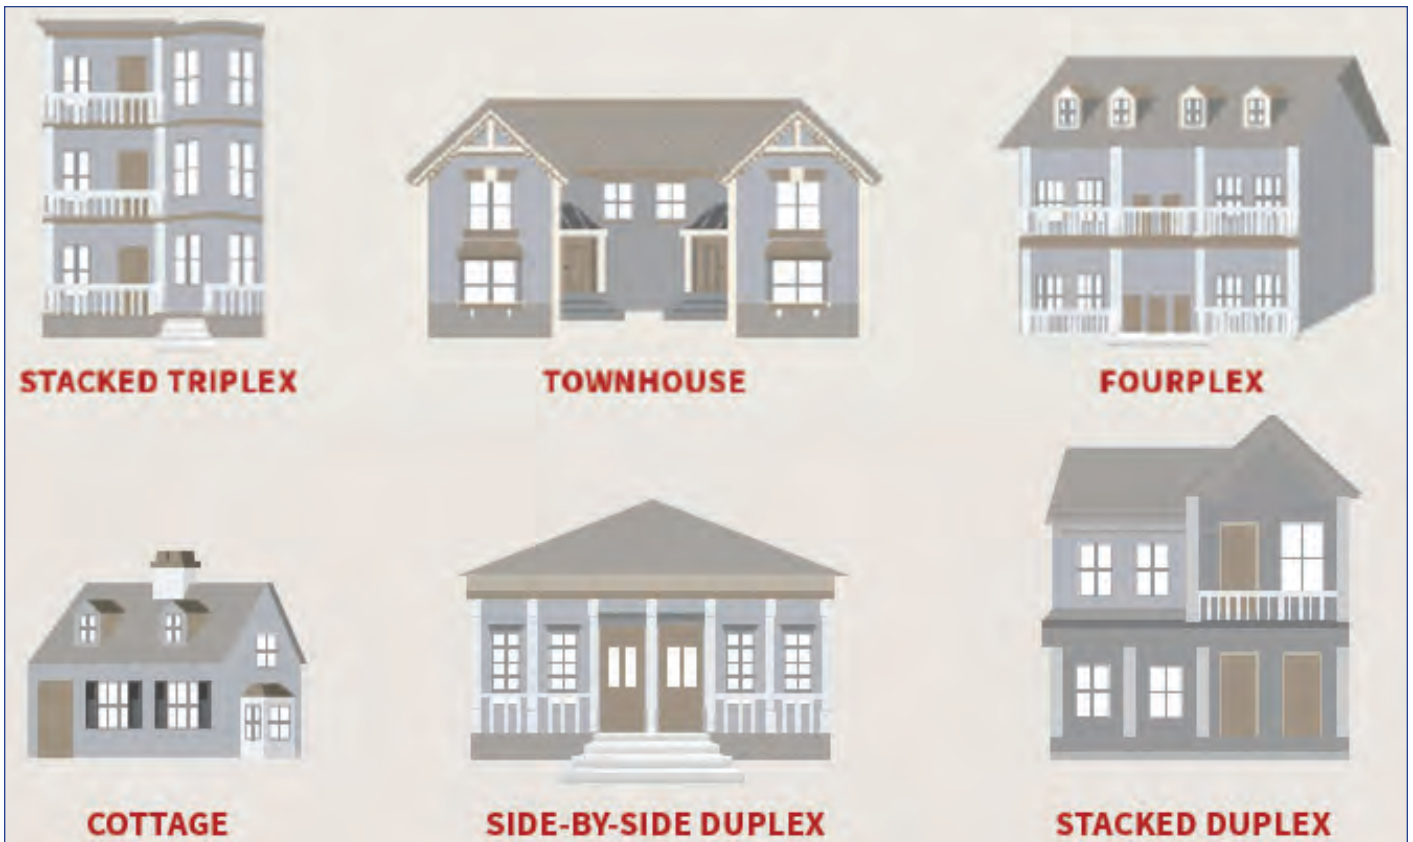 STACKED TRIPLEX
TOWNHOUSE
FOURPLEX
COTTAGE
SIDE-BY-SIDE DUPLEX
STACKED DUPLEX